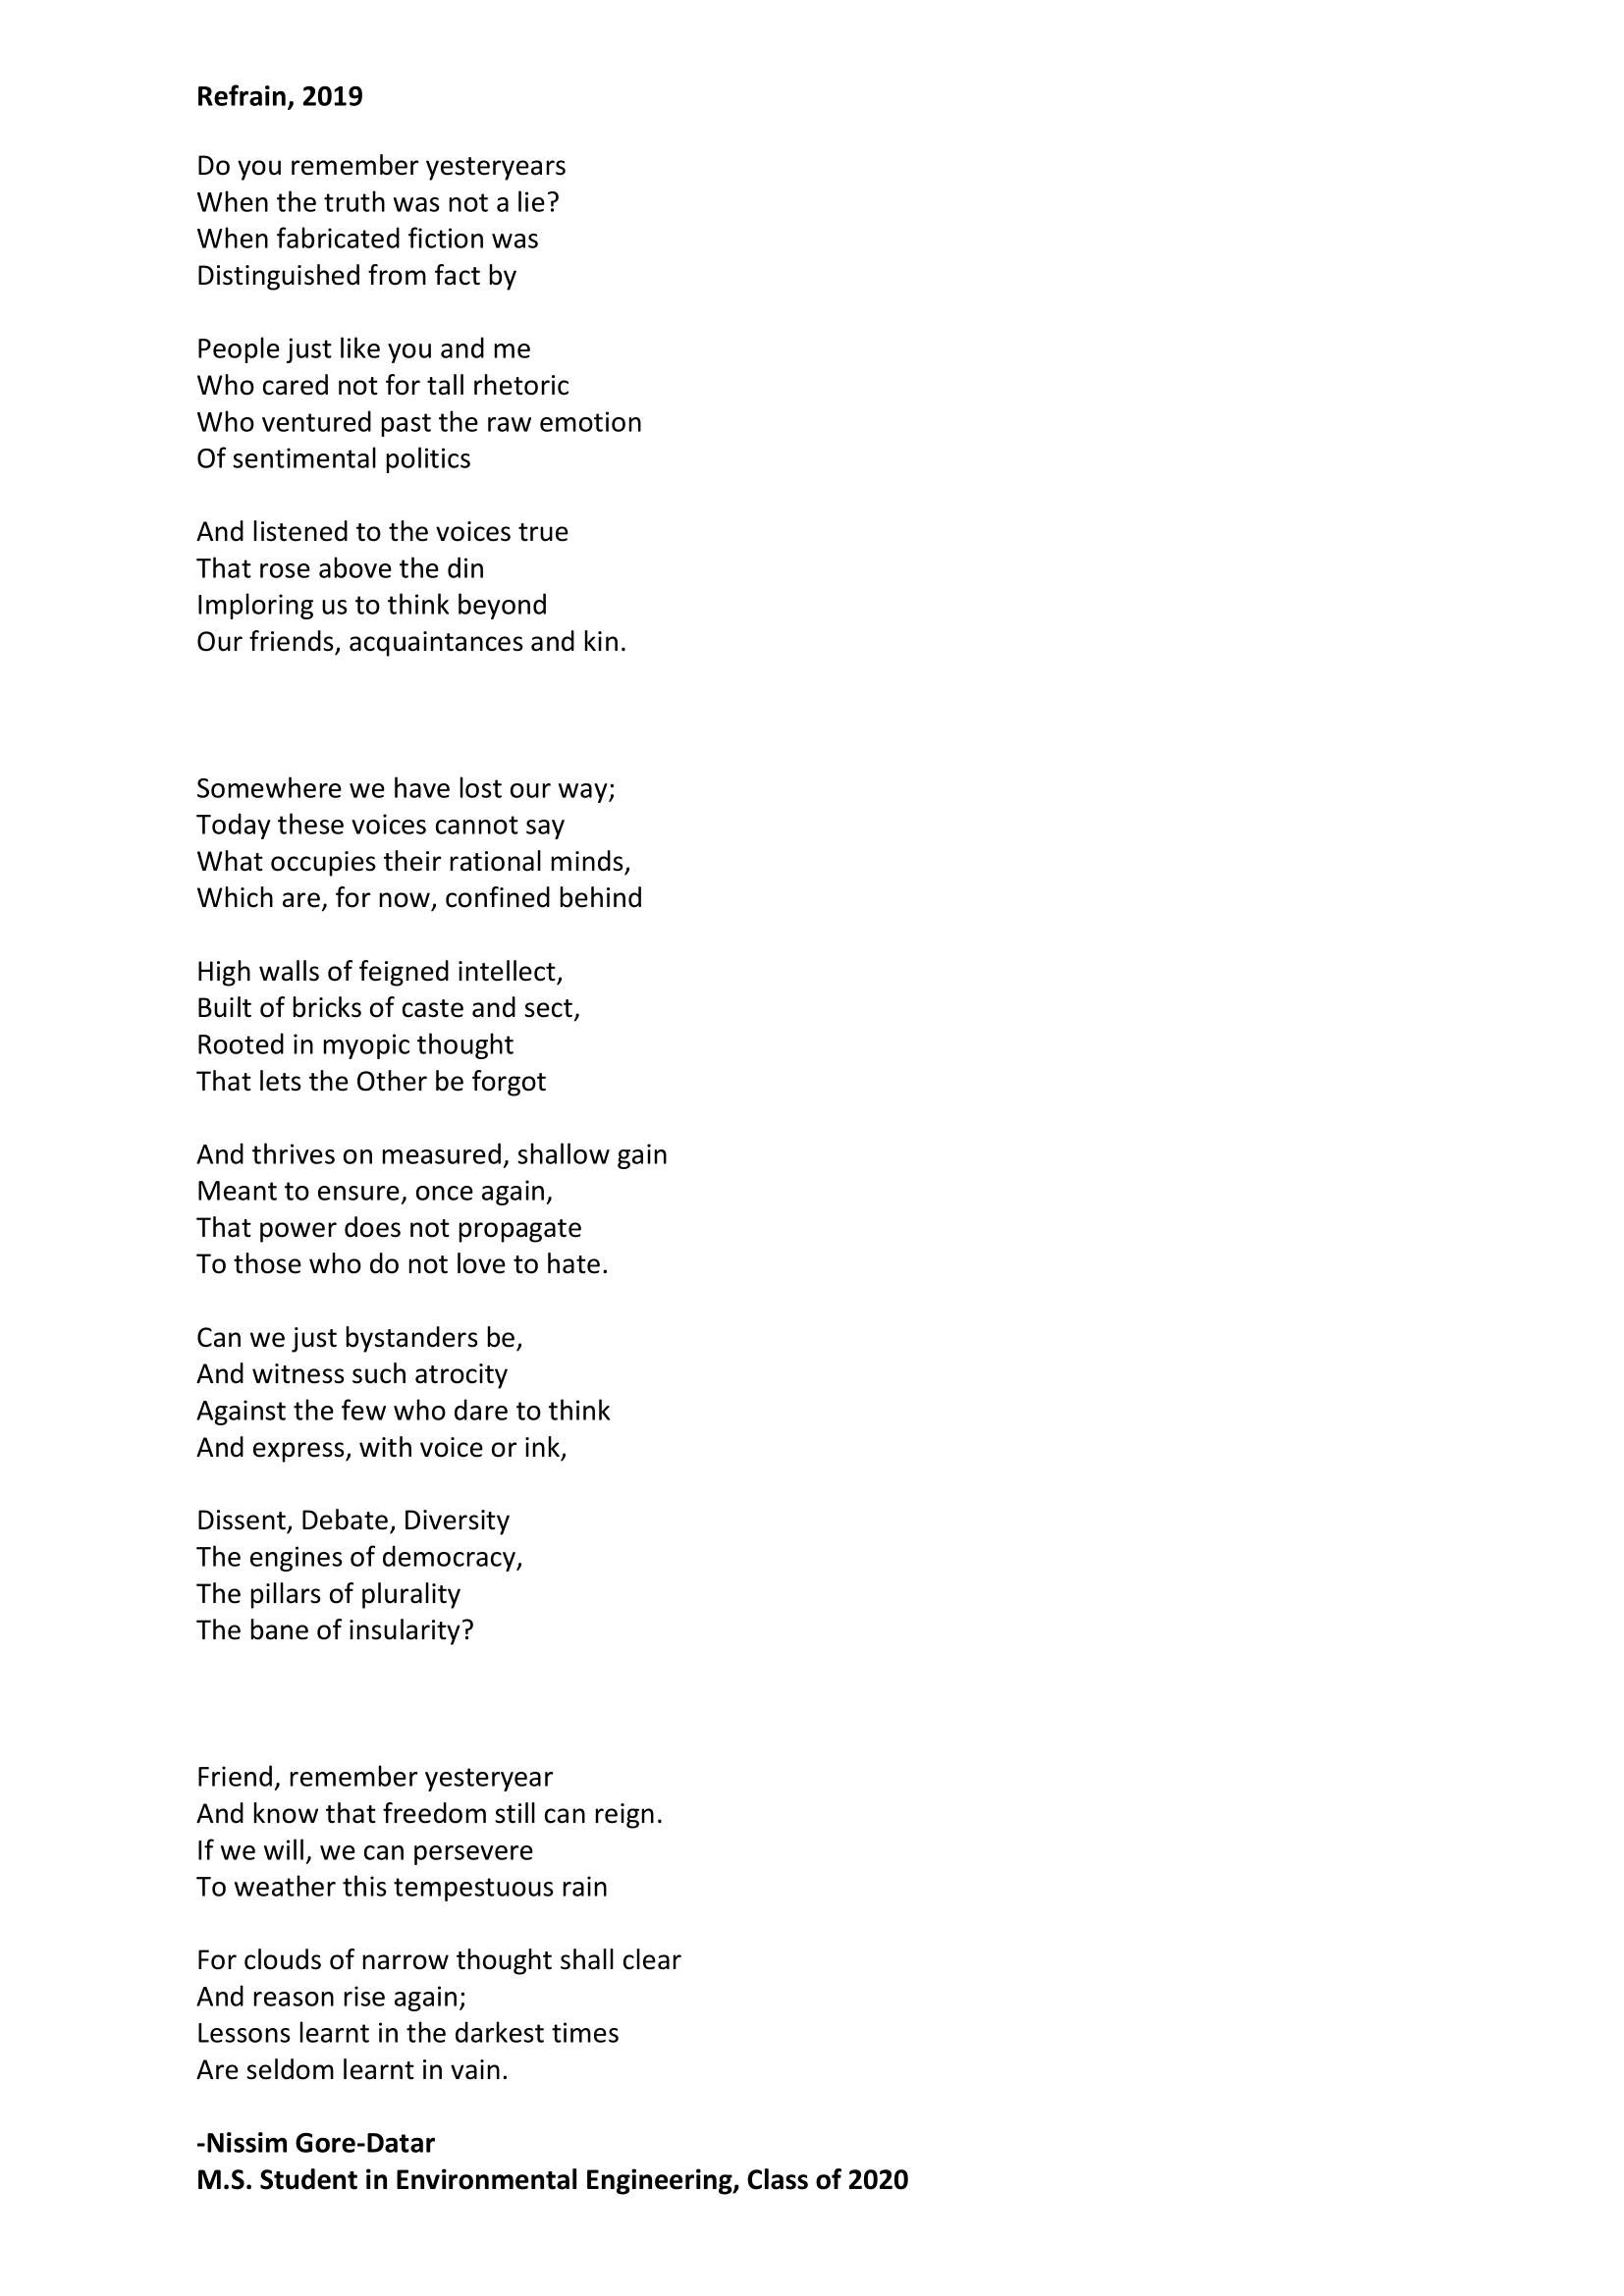 Refrain, 2019
Do you remember yesteryears
When the truth was not a lie?
When fabricated fiction was
Distinguished from fact by
People just like you and me
Who cared not for tall rhetoric
Who ventured past the raw emotion
Of sentimental politics
And listened to the voices true
That rose above the din
Imploring us to think beyond
Our friends, acquaintances and kin.
Somewhere we have lost our way;
Today these voices cannot say
What occupies their rational minds,
Which are, for now, confined behind
High walls of feigned intellect,
Built of bricks of caste and sect,
Rooted in myopic thought
That lets the Other be forgot
And thrives on measured, shallow gain
Meant to ensure, once again,
That power does not propagate
To those who do not love to hate.
Can we just bystanders be,
And witness such atrocity
Against the few who dare to think
And express, with voice or ink,
Dissent, Debate, Diversity
The engines of democracy,
The pillars of plurality
The bane of insularity?
Friend, remember yesteryear
And know that freedom still can reign.
If we will, we can persevere
To weather this tempestuous rain
For clouds of narrow thought shall clear
And reason rise again;
Lessons learnt in the darkest times
Are seldom learnt in vain.
-Nissim Gore-Datar
M.S. Student in Environmental Engineering, Class of 2020